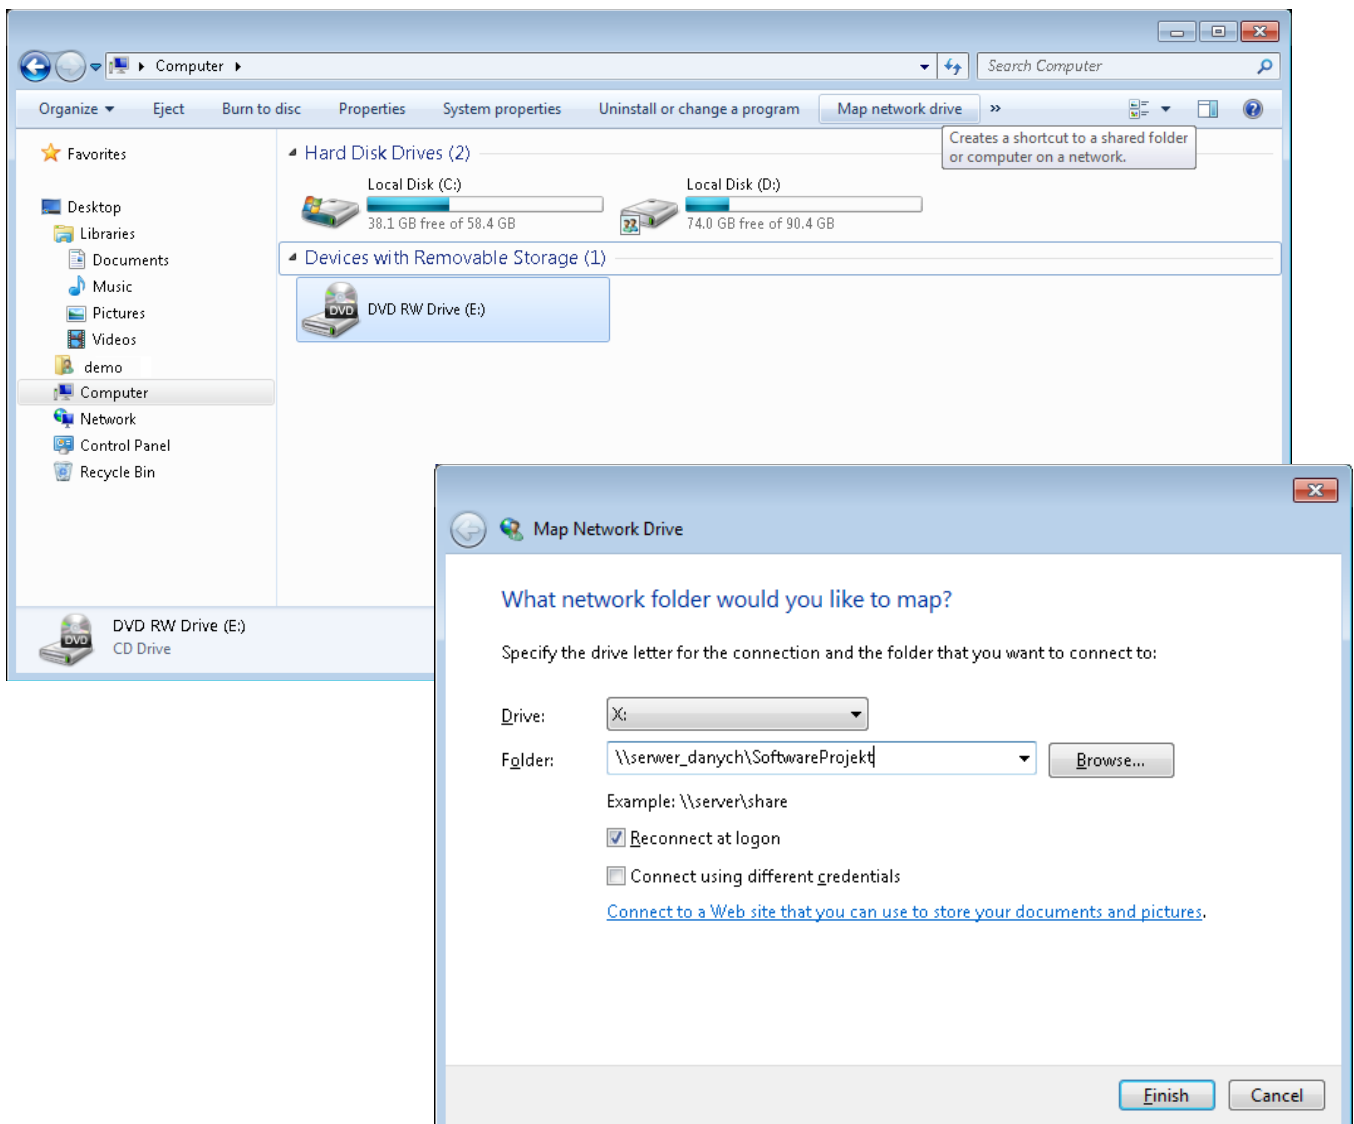 Computer
Search Computer
Organize Eject Burn to disc Properties System properties Uninstall or change a program Map network drive »
Creates a shortcut to a shared folder
or computer on a network.
Favorites
Desktop
Libraries
Documents
Music
Pictures
Videos
demo
Computer
Network
Control Panel
Recycle Bin
Hard Disk Drives (2)
Local Disk (C:)
38.1 GB free of 58.4 GB
Local Disk (D:)
74.0 GB free of 90.4 GB
Devices with Removable Storage (1)
DVD
DVD RW Drive (E:)
DVD
DVD RW Drive (E:)
CD Drive
Map Network Drive
What network folder would you like to map?
Specify the drive letter for the connection and the folder that you want to connect to:
Drive: X:
Folder: \\serwer_danych\SoftwareProjekt Browse...
Example: \\server\share
Reconnect at logon
Connect using different credentials
Connect to a Web site that you can use to store your documents and pictures.
Finish Cancel